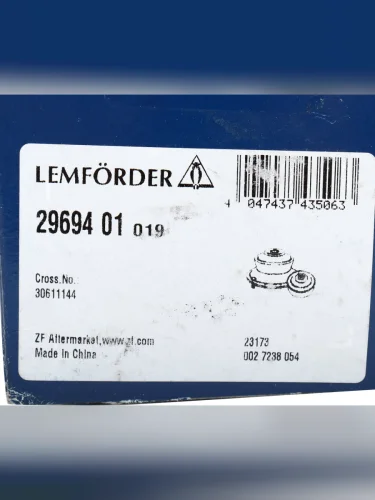 LEMFÖRDER
4 047437 435063
29694 01 019
Cross.No.
30611144
ZF Aftermarket,www.zf.com
23173
Made in China
002 7238 054